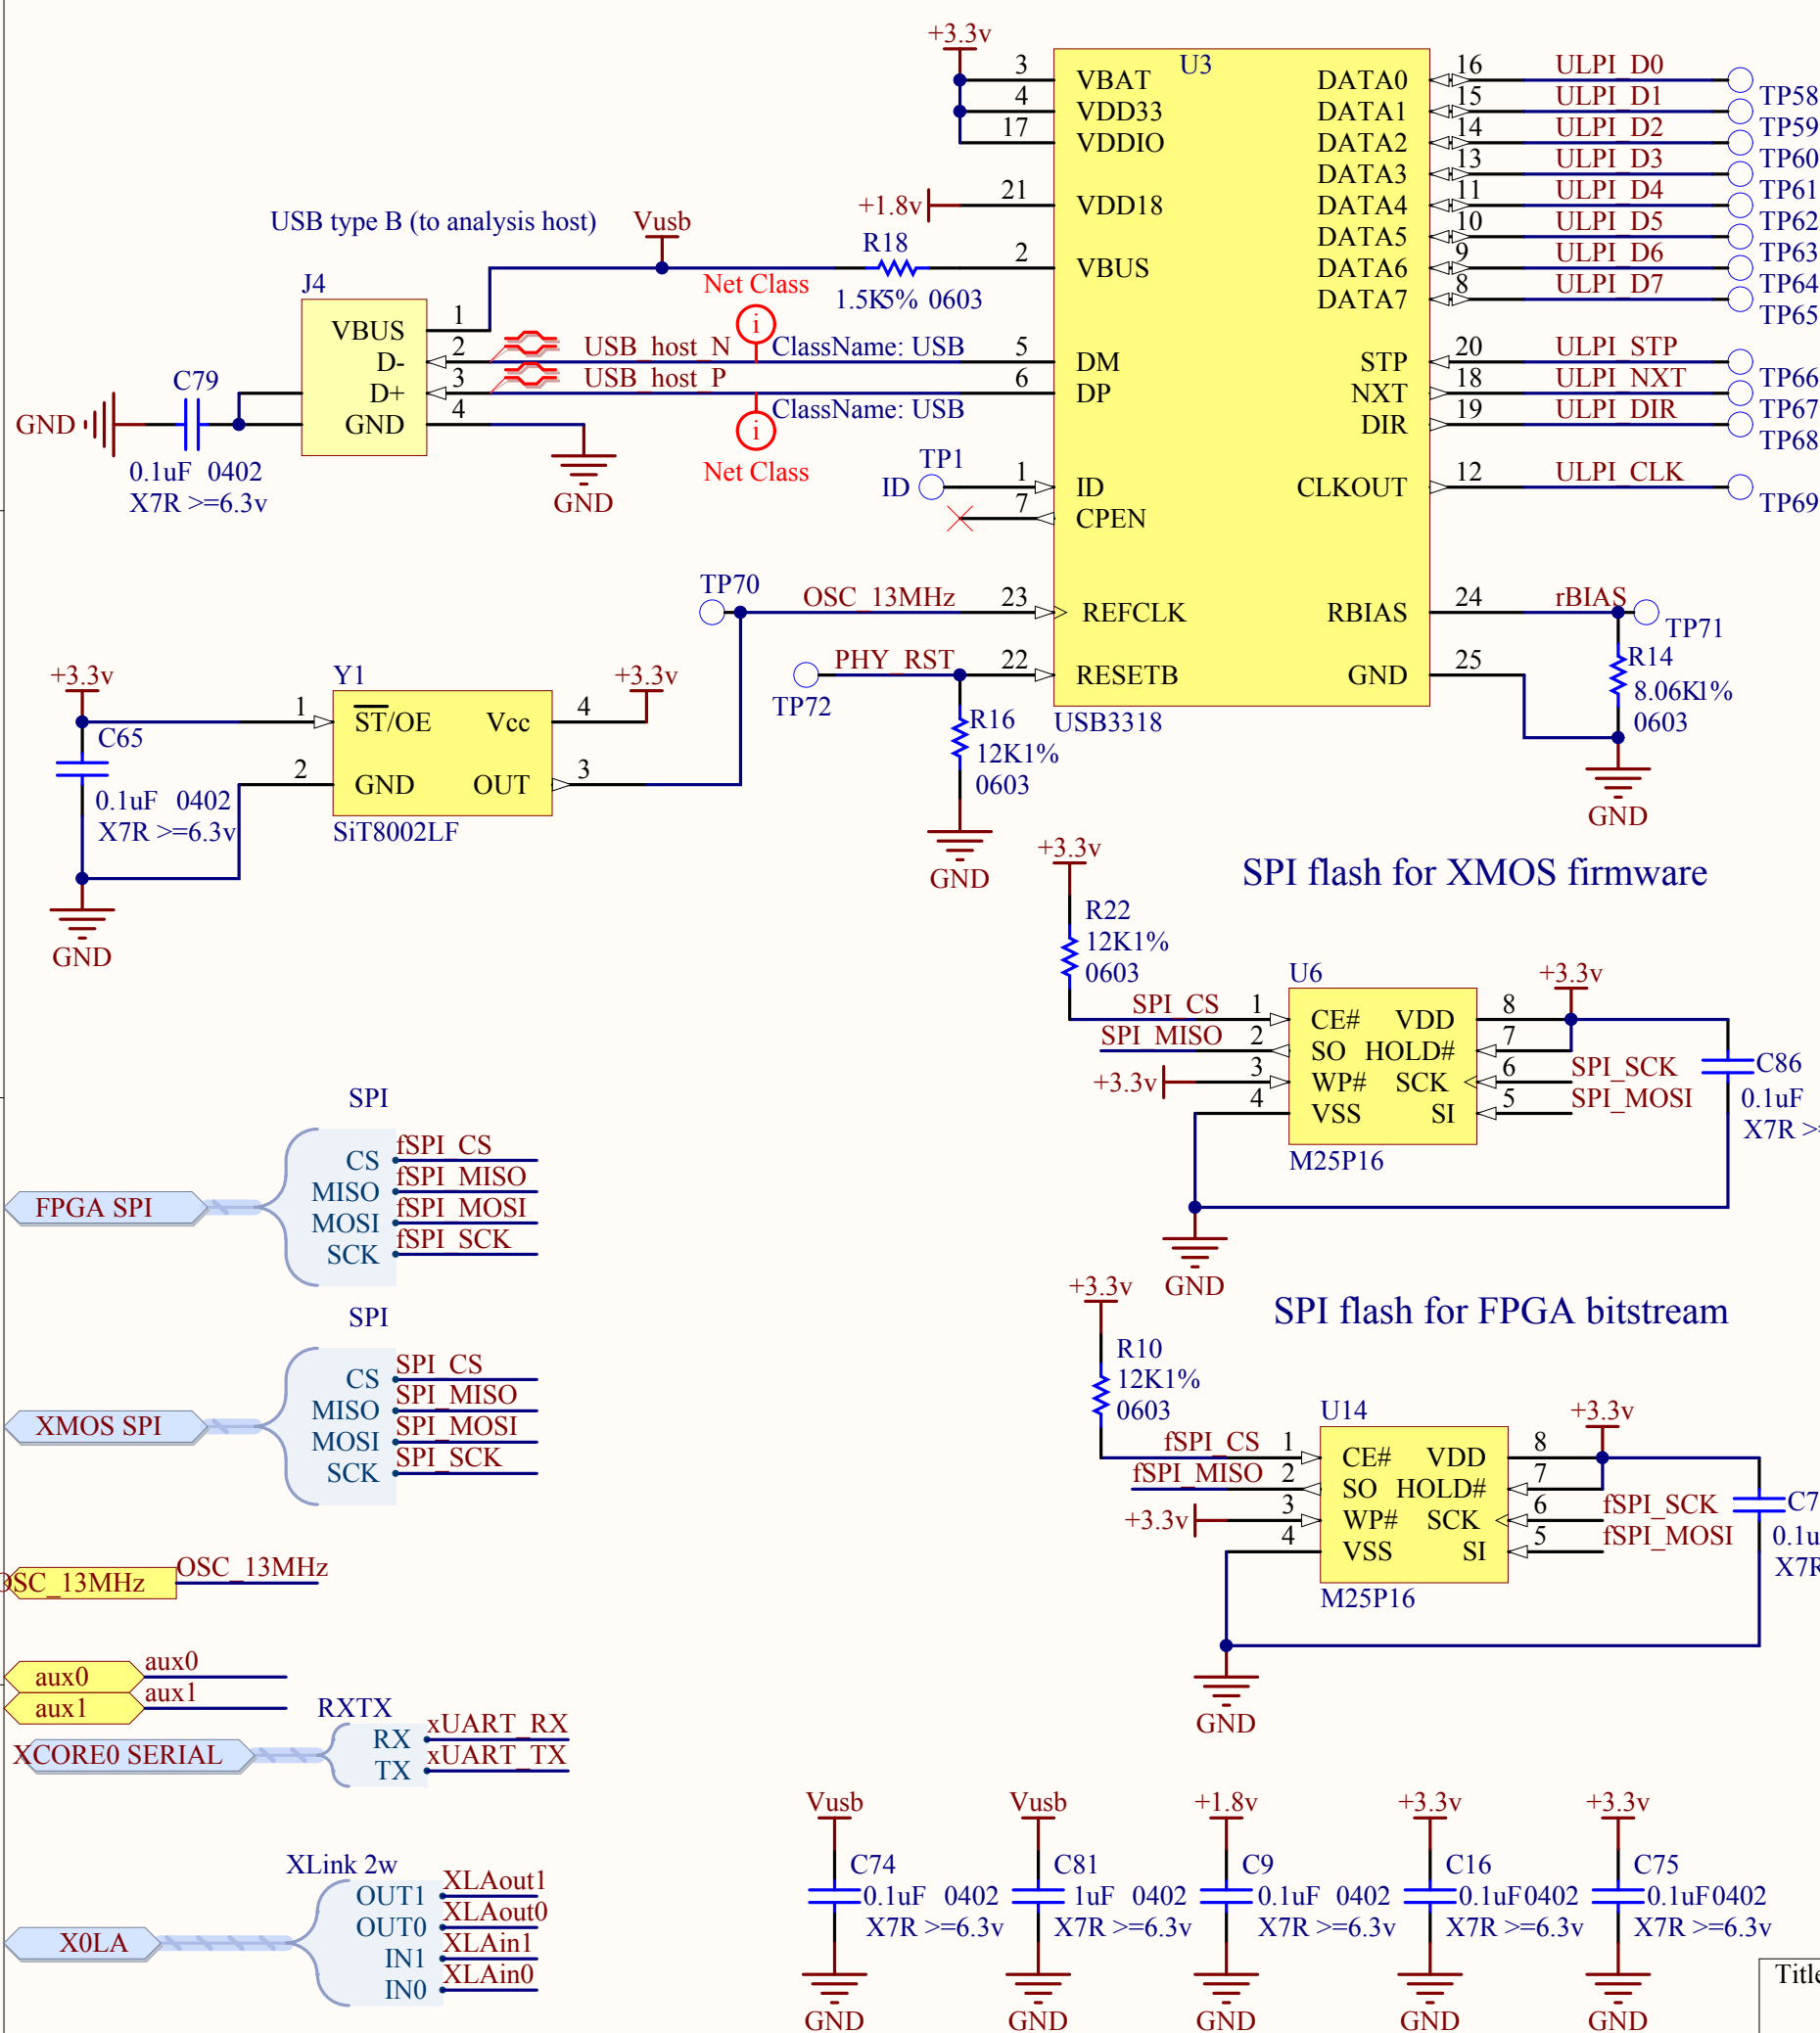 +3.3v
U3
3 VBAT
4 VDD33
17 VDDIO
+1.8v 21 VDD18
R18
1.5K5% 0603
2 VBUS
5 DM
6 DP
TP1
ID 1 ID
7 CPEN
23 REFCLK
22 RESETB
DATA0 16 ULPI_D0 TP58
DATA1 15 ULPI_D1 TP59
DATA2 14 ULPI_D2 TP60
DATA3 13 ULPI_D3 TP61
DATA4 11 ULPI_D4 TP62
DATA5 10 ULPI_D5 TP63
DATA6 9 ULPI_D6 TP64
DATA7 8 ULPI_D7 TP65
STP 20 ULPI_STP TP66
NXT 18 ULPI_NXT TP67
DIR 19 ULPI_DIR TP68
CLKOUT 12 ULPI_CLK TP69
RBIAS 24 rBIAS TP71
GND 25
R14
8.06K1%
0603
GND
USB3318
USB type B (to analysis host)
Vusb
J4
VBUS 1
D- 2 USB_host_N
D+ 3 USB_host_P
GND 4
GND
Net Class
i
ClassName: USB
ClassName: USB
i
Net Class
C79
GND
0.1uF 0402
X7R >=6.3v
TP70
OSC_13MHz
PHY_RST
TP72
R16
12K1%
0603
GND
+3.3v
Y1
+3.3v
1 ST/OE Vcc 4
2 GND OUT 3
SiT8002LF
C65
0.1uF 0402
X7R >=6.3v
GND
SPI flash for XMOS firmware
+3.3v
R22
12K1%
0603
U6
+3.3v
SPI_CS 1 CE# VDD 8
SPI_MISO 2 SO HOLD# 7
+3.3v 3 WP# SCK 6 SPI_SCK
4 VSS SI 5 SPI_MOSI
M25P16
C86
0.1uF
X7R
GND
SPI flash for FPGA bitstream
+3.3v
R10
12K1%
0603
U14
+3.3v
fSPI_CS 1 CE# VDD 8
fSPI_MISO 2 SO HOLD# 7
+3.3v 3 WP# SCK 6 fSPI_SCK
4 VSS SI 5 fSPI_MOSI
M25P16
X7R
GND
SPI
FPGA SPI
CS fSPI_CS
MISO fSPI_MISO
MOSI fSPI_MOSI
SCK fSPI_SCK
SPI
XMOS SPI
CS SPI_CS
MISO SPI_MISO
MOSI SPI_MOSI
SCK SPI_SCK
OSC_13MHz OSC_13MHz
aux0 aux0
aux1 aux1
RXTX
XCORE0 SERIAL
RX xUART_RX
TX xUART_TX
XLink 2w
X0LA
OUT1 XLAout1
OUT0 XLAout0
IN1 XLAin1
IN0 XLAin0
Vusb
C74
0.1uF 0402
X7R >=6.3v
GND
Vusb
C81
1uF 0402
X7R >=6.3v
GND
+1.8v
C9
0.1uF 0402
X7R >=6.3v
GND
+3.3v
C16
0.1uF0402
X7R >=6.3v
GND
+3.3v
C75
0.1uF0402
X7R >=6.3v
GND
Title